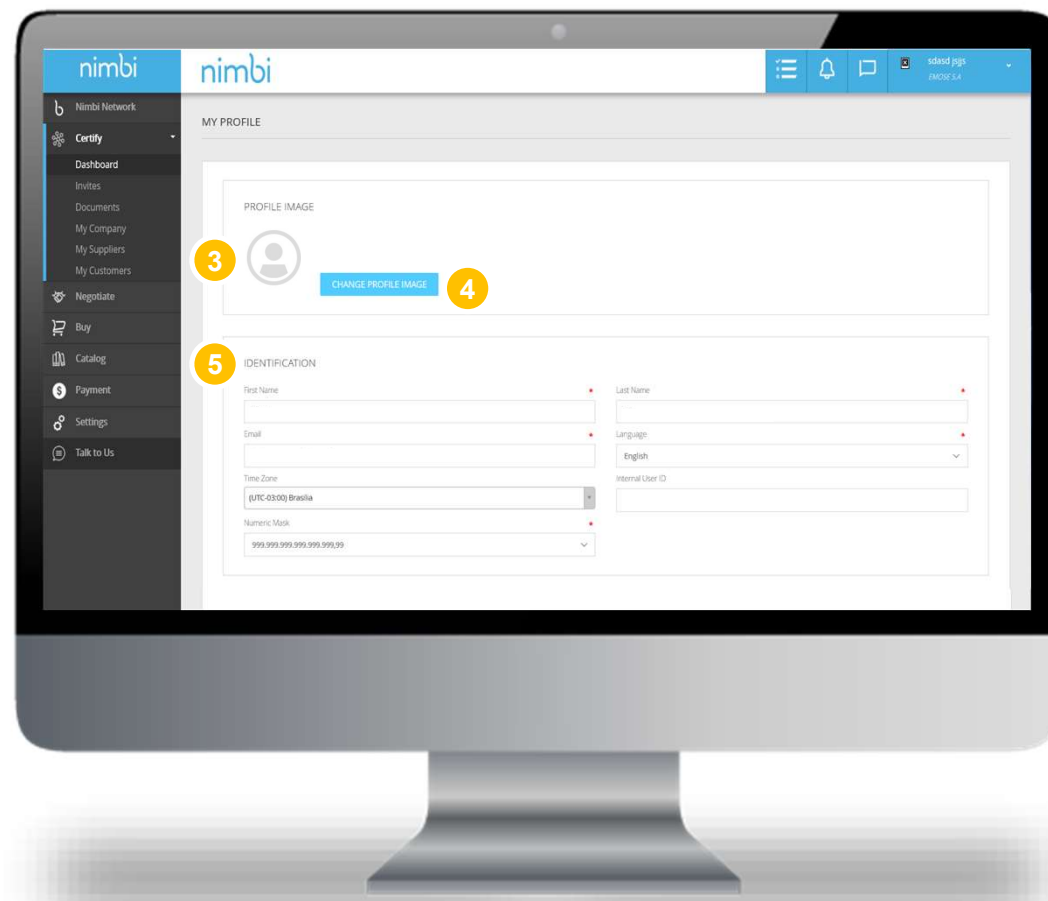 nimbi
nimbi
sdasd jsjjs
EMOSE S.A
Nimbi Network
Certify
Dashboard
Invites
Documents
My Company
My Suppliers
My Customers
Negotiate
Buy
Catalog
Payment
Settings
Talk to Us
MY PROFILE
PROFILE IMAGE
3
CHANGE PROFILE IMAGE
4
5
IDENTIFICATION
First Name *
Last Name *
Email *
Language *
English
Time Zone
Internal User ID
(UTC-03:00) Brasilia
Numeric Mask *
999.999.999.999.999.999,99